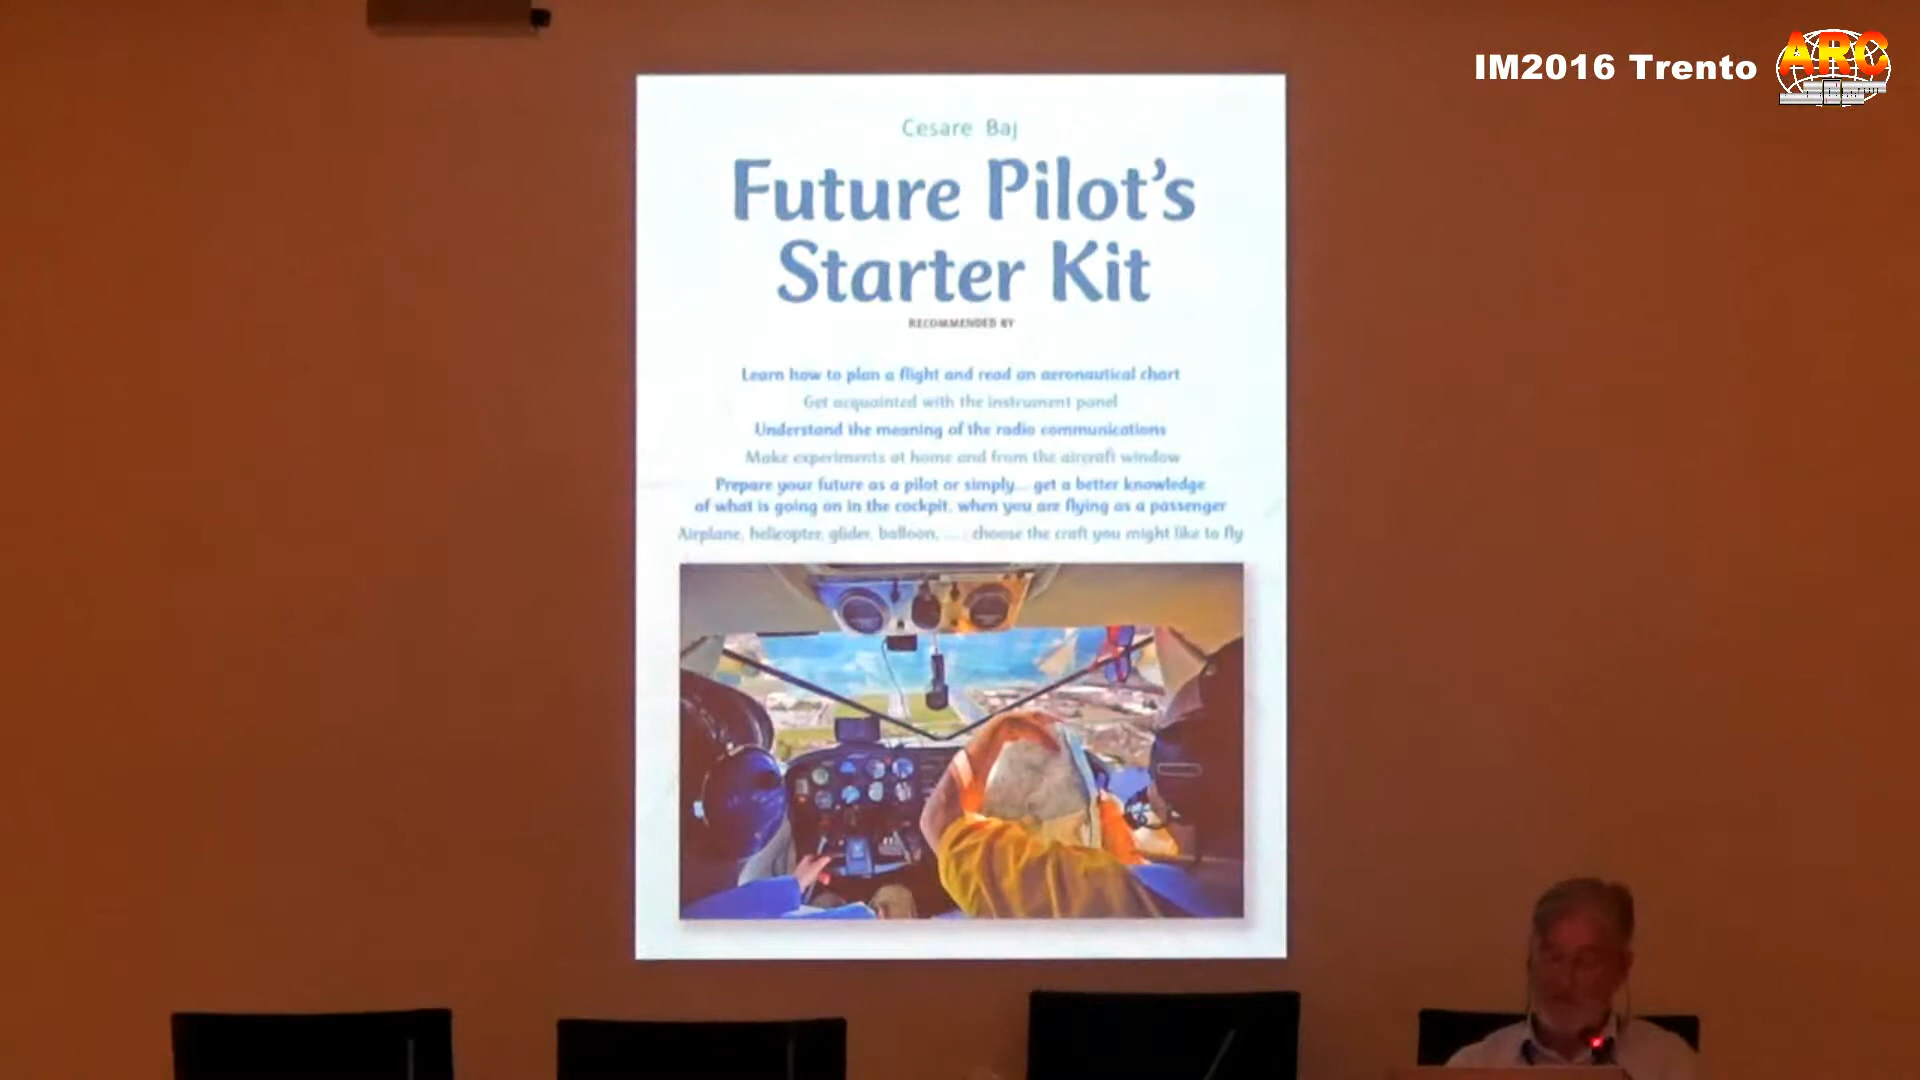 IM2016 Trento
ARC
Cesare Baj
Future Pilot's
Starter Kit
RECOMMENDED BY
Learn how to plan a flight and read an aeronautical chart
Get acquainted with the instrument panel
Understand the meaning of the radio communications
Make experiments at home and from the aircraft window
Prepare your future as a pilot or simply... get a better knowledge
of what is going on in the cockpit, when you are flying as a passenger
Airplane, helicopter, glider, balloon, ... : choose the craft you might like to fly